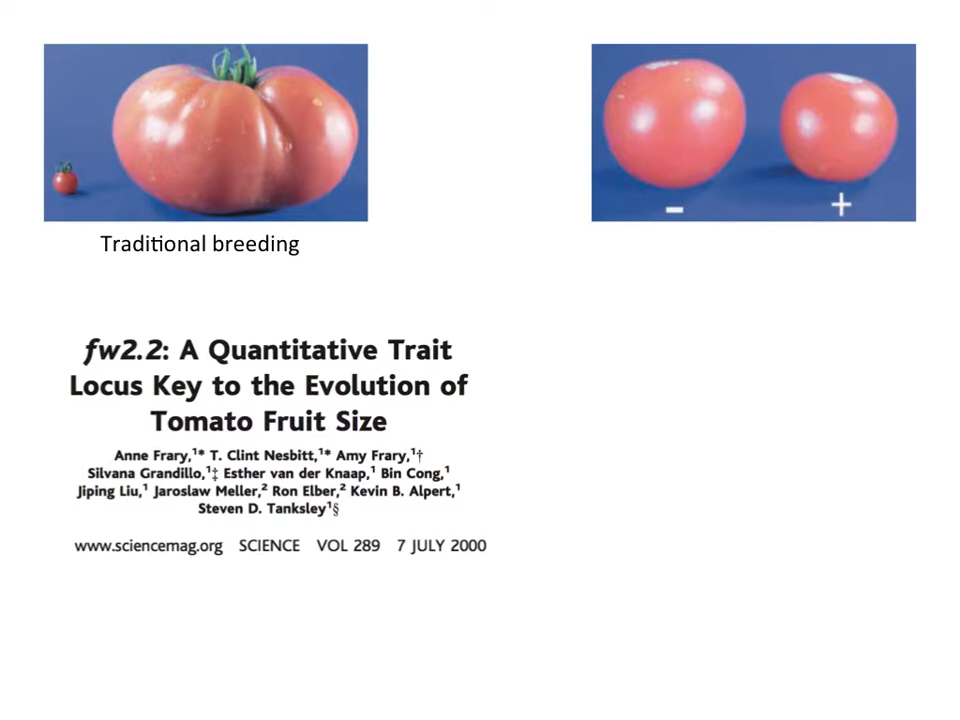 - +
Traditional breeding
fw2.2: A Quantitative Trait
Locus Key to the Evolution of
Tomato Fruit Size
Anne Frary,¹* T. Clint Nesbitt,¹* Amy Frary,¹†
Silvana Grandillo,¹‡ Esther van der Knaap,¹ Bin Cong,¹
Jiping Liu,¹ Jaroslaw Meller,² Ron Elber,² Kevin B. Alpert,¹
Steven D. Tanksley¹§
www.sciencemag.org SCIENCE VOL 289 7 JULY 2000